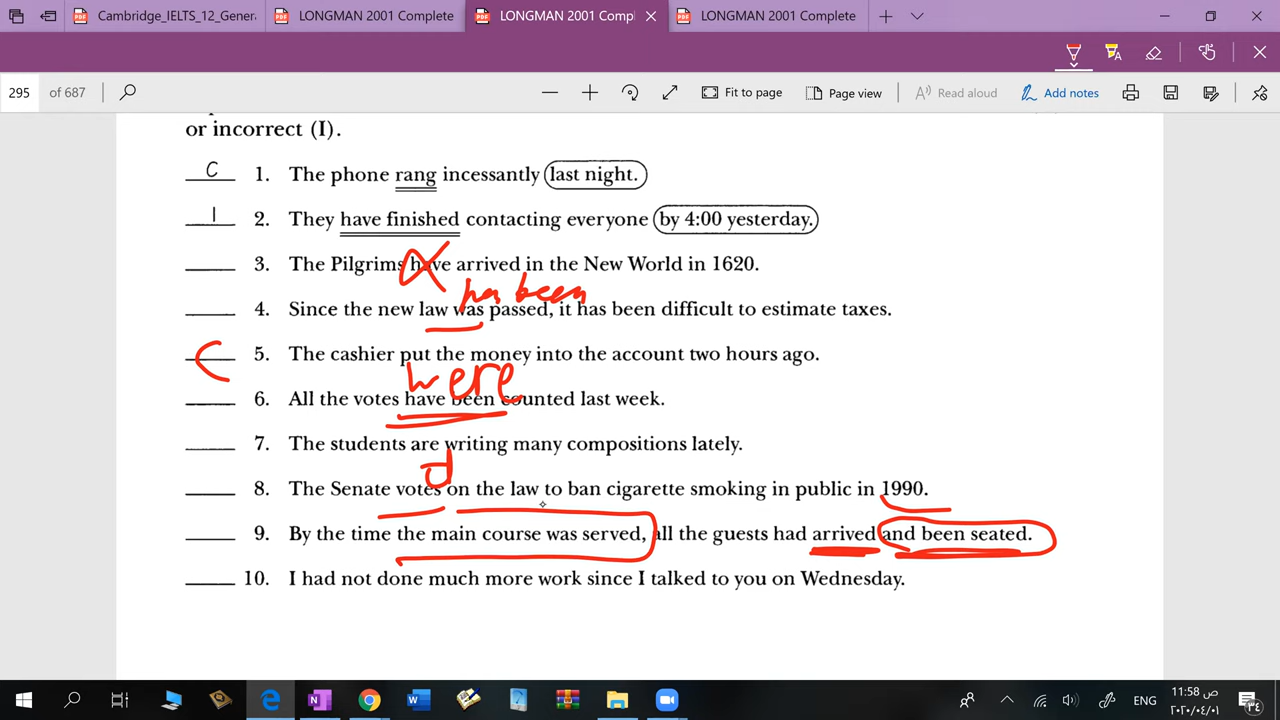 Cambridge_IELTS_12_Genera
LONGMAN 2001 Complete
LONGMAN 2001 Compl
LONGMAN 2001 Complete
295 of 687
Fit to page
Page view
Read aloud
Add notes
or incorrect (I).
C 1. The phone rang incessantly last night.
I 2. They have finished contacting everyone by 4:00 yesterday.
3. The Pilgrims have arrived in the New World in 1620.
has been
4. Since the new law was passed, it has been difficult to estimate taxes.
C 5. The cashier put the money into the account two hours ago.
were
6. All the votes have been counted last week.
7. The students are writing many compositions lately.
d
8. The Senate votes on the law to ban cigarette smoking in public in 1990.
9. By the time the main course was served, all the guests had arrived and been seated.
10. I had not done much more work since I talked to you on Wednesday.
ENG
11:58 ص
٢٠٢٠/٠٤/٠١